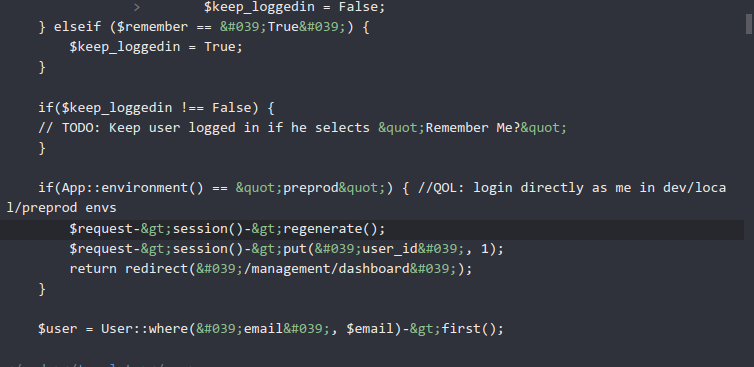 > $keep_loggedin = False;
} elseif ($remember == &#039;True&#039;) {
$keep_loggedin = True;
}
if($keep_loggedin !== False) {
// TODO: Keep user logged in if he selects &quot;Remember Me?&quot;
}
if(App::environment() == &quot;preprod&quot;) { //QOL: login directly as me in dev/loca
l/preprod envs
$request-&gt;session()-&gt;regenerate();
$request-&gt;session()-&gt;put(&#039;user_id&#039;, 1);
return redirect(&#039;/management/dashboard&#039;);
}
$user = User::where(&#039;email&#039;, $email)-&gt;first();